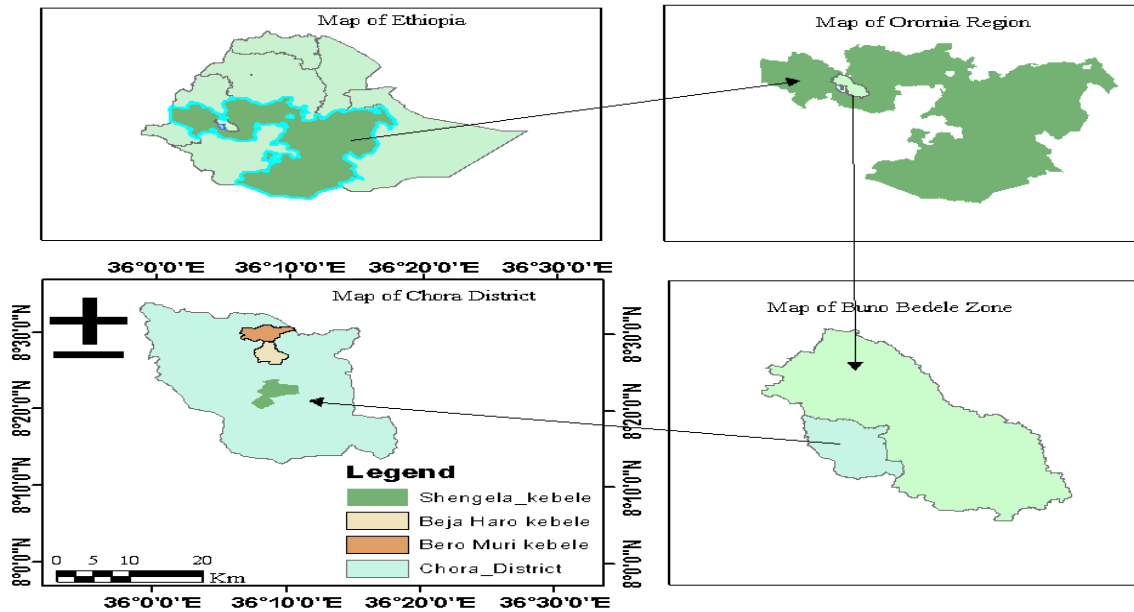 Map of Ethiopia
Map of Oromia Region
36°0'0"E 36°10'0"E 36°20'0"E 36°30'0"E
Map of Chora District
Map of Buno Bedele Zone
8°30'0"N
8°20'0"N
8°10'0"N
8°0'0"N
8°30'0"N
8°20'0"N
8°10'0"N
8°0'0"N
Legend
Shengela_kebele
Beja Haro kebele
Bero Muri kebele
Chora_District
0 5 10 20
Km
36°0'0"E 36°10'0"E 36°20'0"E 36°30'0"E